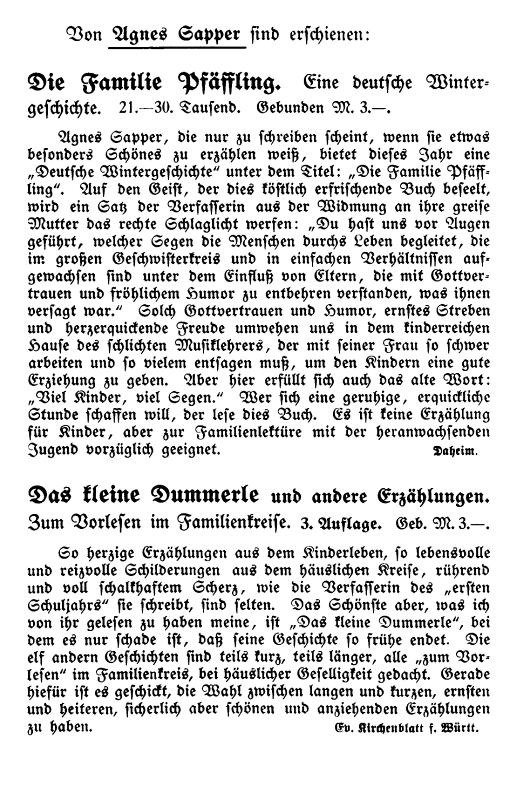 Von Agnes Sapper sind erschienen:
Die Familie Pfäffling. Eine deutsche Winter-
geschichte. 21.—30. Tausend. Gebunden M. 3.—.
Agnes Sapper, die nur zu schreiben scheint, wenn sie etwas
besonders Schönes zu erzählen weiß, bietet dieses Jahr eine
„Deutsche Wintergeschichte“ unter dem Titel: „Die Familie Pfäff-
ling“. Auf den Geist, der dies köstlich erfrischende Buch beseelt,
wird ein Satz der Verfasserin aus der Widmung an ihre greise
Mutter das rechte Schlaglicht werfen: „Du hast uns vor Augen
geführt, welcher Segen die Menschen durchs Leben begleitet, die
im großen Geschwisterkreis und in einfachen Verhältnissen auf-
gewachsen sind unter dem Einfluß von Eltern, die mit Gottver-
trauen und fröhlichem Humor zu entbehren verstanden, was ihnen
versagt war.“ Solch Gottvertrauen und Humor, ernstes Streben
und herzerquickende Freude umwehen uns in dem kinderreichen
Hause des schlichten Musiklehrers, der mit seiner Frau so schwer
arbeiten und so vielem entsagen muß, um den Kindern eine gute
Erziehung zu geben. Aber hier erfüllt sich auch das alte Wort:
„Viel Kinder, viel Segen.“ Wer sich eine geruhige, erquickliche
Stunde schaffen will, der lese dies Buch. Es ist keine Erzählung
für Kinder, aber zur Familienlektüre mit der heranwachsenden
Jugend vorzüglich geeignet. Daheim.
Das kleine Dummerle und andere Erzählungen.
Zum Vorlesen im Familienkreise. 3. Auflage. Geb. M. 3.—.
So herzige Erzählungen aus dem Kinderleben, so lebensvolle
und reizvolle Schilderungen aus dem häuslichen Kreise, rührend
und voll schalkhaftem Scherz, wie die Verfasserin des „ersten
Schuljahrs“ sie schreibt, sind selten. Das Schönste aber, was ich
von ihr gelesen zu haben meine, ist „Das kleine Dummerle“, bei
dem es nur schade ist, daß seine Geschichte so frühe endet. Die
elf andern Geschichten sind teils kurz, teils länger, alle „zum Vor-
lesen“ im Familienkreis, bei häuslicher Geselligkeit gedacht. Gerade
hiefür ist es geschickt, die Wahl zwischen langen und kurzen, ernsten
und heiteren, sicherlich aber schönen und anziehenden Erzählungen
zu haben. Ev. Kirchenblatt f. Württ.